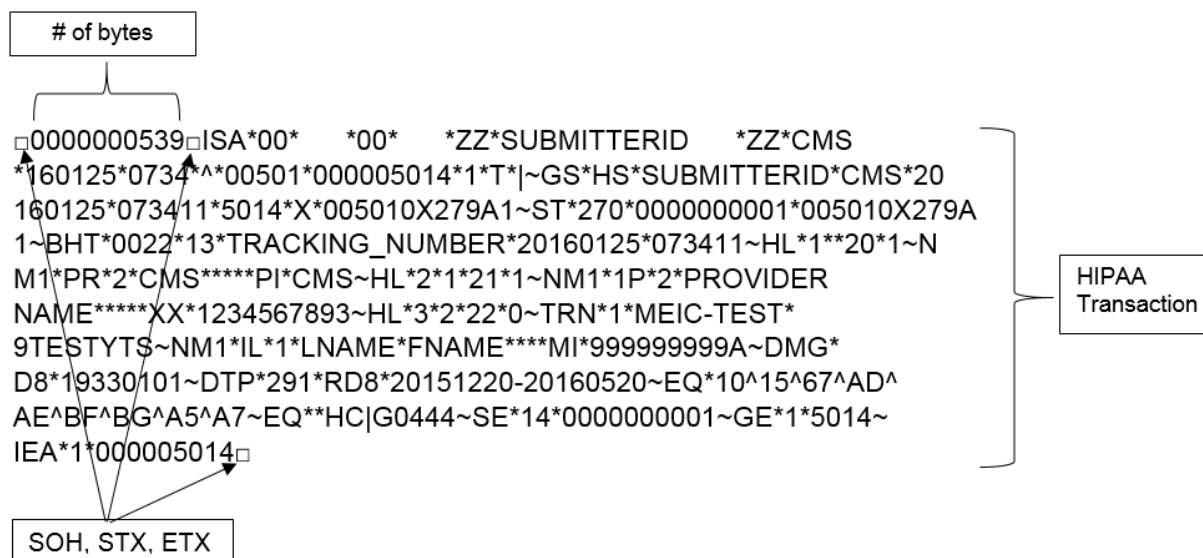 # of bytes
□0000000539□ISA*00*      *00*      *ZZ*SUBMITTERID      *ZZ*CMS
*160125*0734*^*00501*000005014*1*T*|~GS*HS*SUBMITTERID*CMS*20
160125*073411*5014*X*005010X279A1~ST*270*0000000001*005010X279A
1~BHT*0022*13*TRACKING_NUMBER*20160125*073411~HL*1**20*1~N
M1*PR*2*CMS*****PI*CMS~HL*2*1*21*1~NM1*1P*2*PROVIDER
NAME*****XX*1234567893~HL*3*2*22*0~TRN*1*MEIC-TEST*
9TESTYTS~NM1*IL*1*LNAME*FNAME****MI*999999999A~DMG*
D8*19330101~DTP*291*RD8*20151220-20160520~EQ*10^15^67^AD^
AE^BF^BG^A5^A7~EQ**HC|G0444~SE*14*0000000001~GE*1*5014~
IEA*1*000005014□
HIPAA
Transaction
SOH, STX, ETX